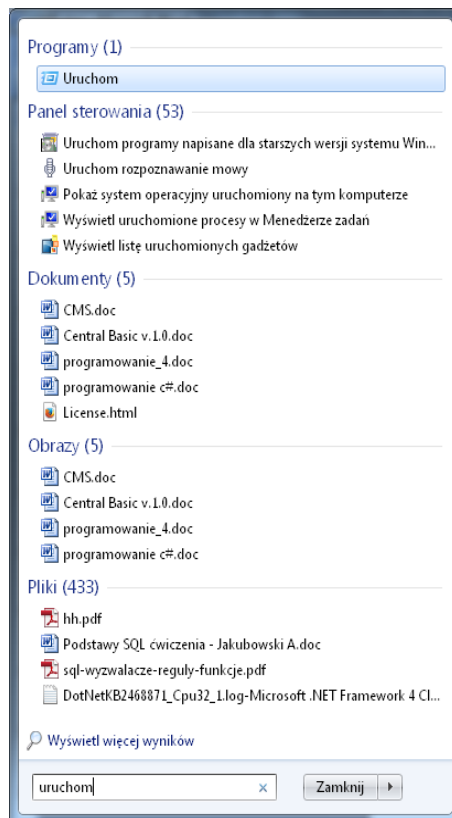 Programy (1)
Uruchom
Panel sterowania (53)
Uruchom programy napisane dla starszych wersji systemu Win...
Uruchom rozpoznawanie mowy
Pokaż system operacyjny uruchomiony na tym komputerze
Wyświetl uruchomione procesy w Menedżerze zadań
Wyświetl listę uruchomionych gadżetów
Dokumenty (5)
CMS.doc
Central Basic v.1.0.doc
programowanie_4.doc
programowanie c#.doc
License.html
Obrazy (5)
CMS.doc
Central Basic v.1.0.doc
programowanie_4.doc
programowanie c#.doc
Pliki (433)
hh.pdf
Podstawy SQL ćwiczenia - Jakubowski A.doc
sql-wyzwalacze-reguly-funkcje.pdf
DotNetKB2468871_Cpu32_1.log-Microsoft .NET Framework 4 Cl...
Wyświetl więcej wyników
uruchom Zamknij